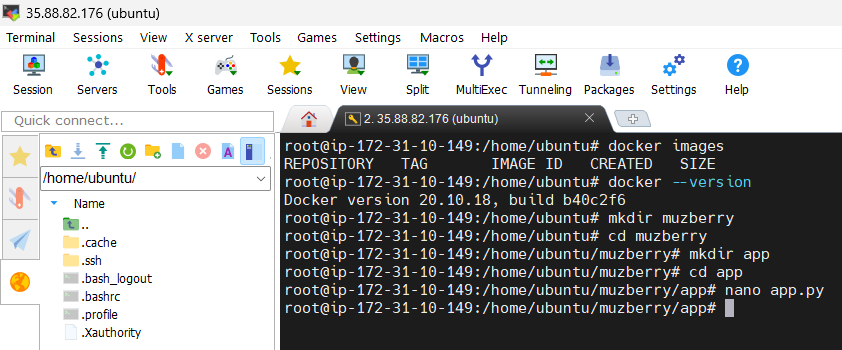 35.88.82.176 (ubuntu)
Terminal Sessions View X server Tools Games Settings Macros Help
Session Servers Tools Games Sessions View Split MultiExec Tunneling Packages Settings Help
Quick connect...
2. 35.88.82.176 (ubuntu)
/home/ubuntu/
Name
..
.cache
.ssh
.bash_logout
.bashrc
.profile
.Xauthority
root@ip-172-31-10-149:/home/ubuntu# docker images
REPOSITORY TAG IMAGE ID CREATED SIZE
root@ip-172-31-10-149:/home/ubuntu# docker --version
Docker version 20.10.18, build b40c2f6
root@ip-172-31-10-149:/home/ubuntu# mkdir muzberry
root@ip-172-31-10-149:/home/ubuntu# cd muzberry
root@ip-172-31-10-149:/home/ubuntu/muzberry# mkdir app
root@ip-172-31-10-149:/home/ubuntu/muzberry# cd app
root@ip-172-31-10-149:/home/ubuntu/muzberry/app# nano app.py
root@ip-172-31-10-149:/home/ubuntu/muzberry/app#